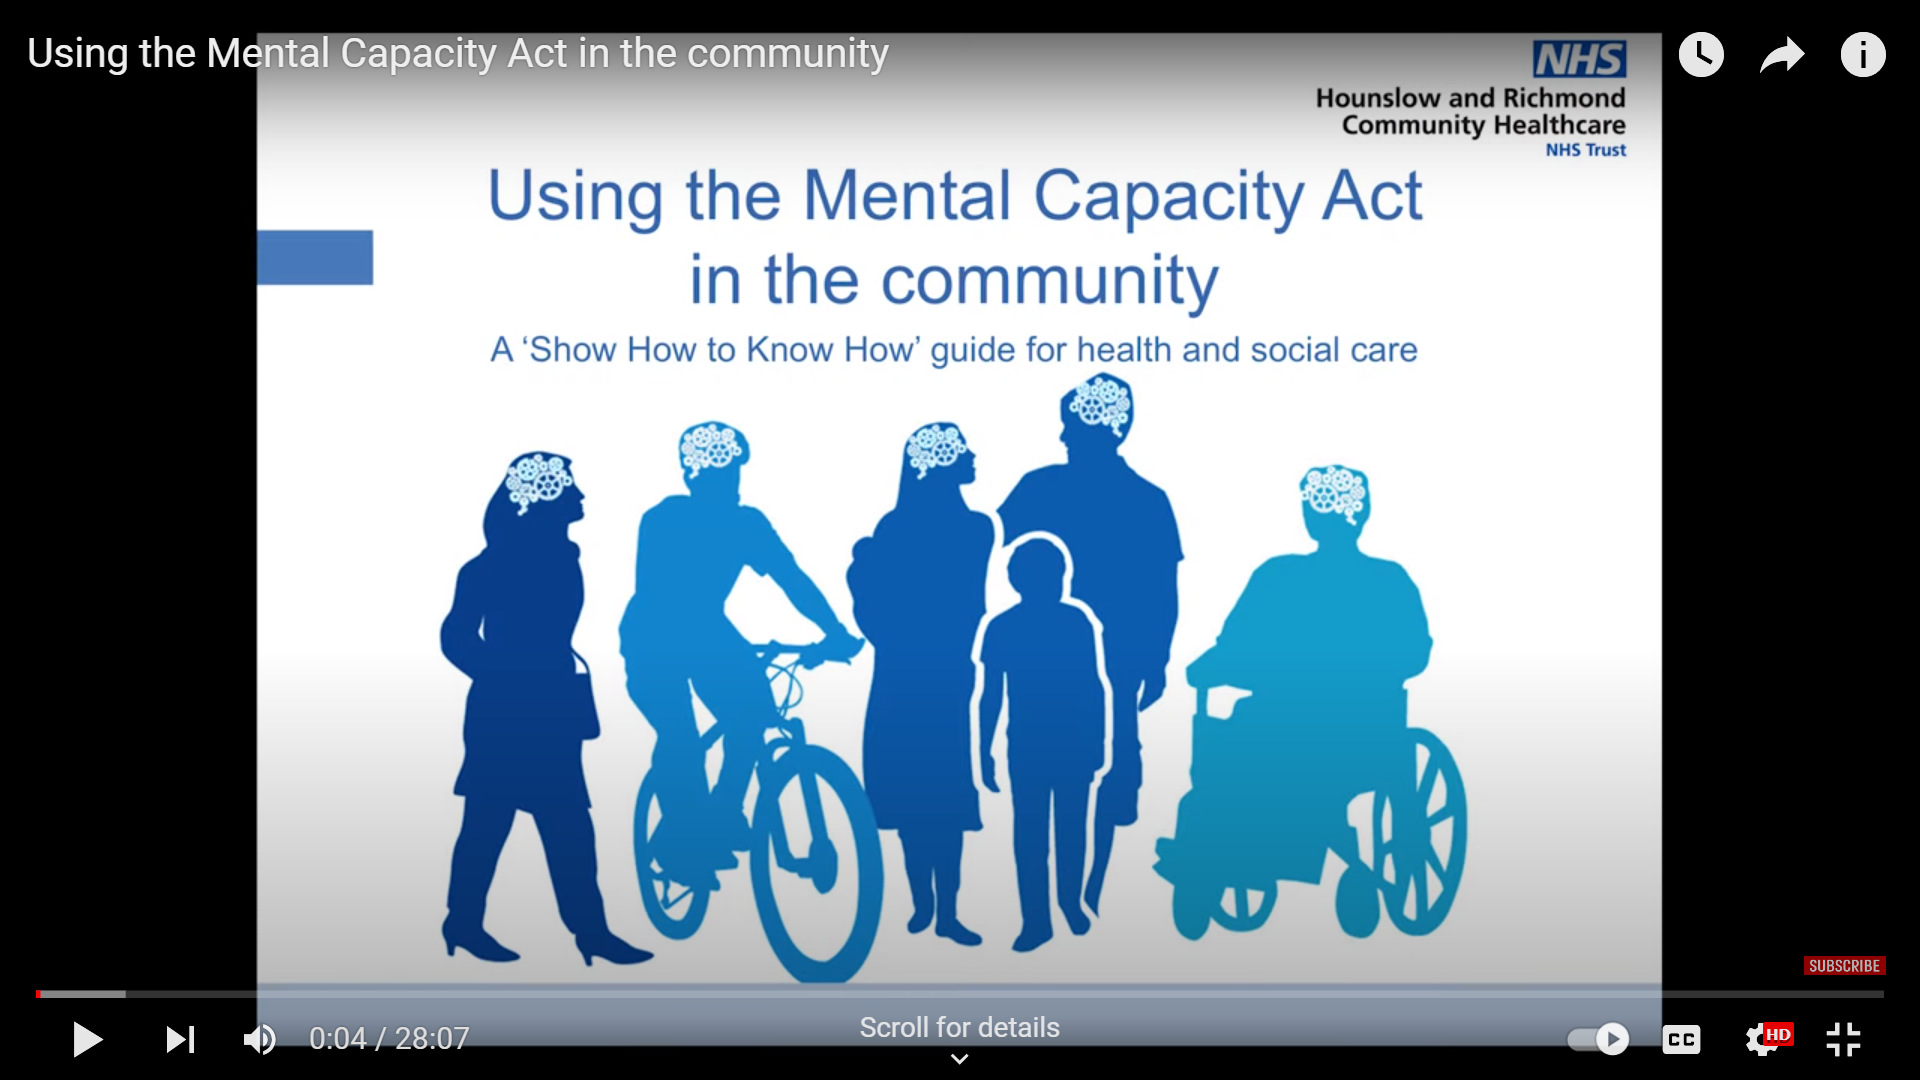 Using the Mental Capacity Act in the community
NHS
Hounslow and Richmond
Community Healthcare
NHS Trust
Using the Mental Capacity Act
in the community
A ‘Show How to Know How’ guide for health and social care
SUBSCRIBE
0:04 / 28:07
Scroll for details
CC
HD